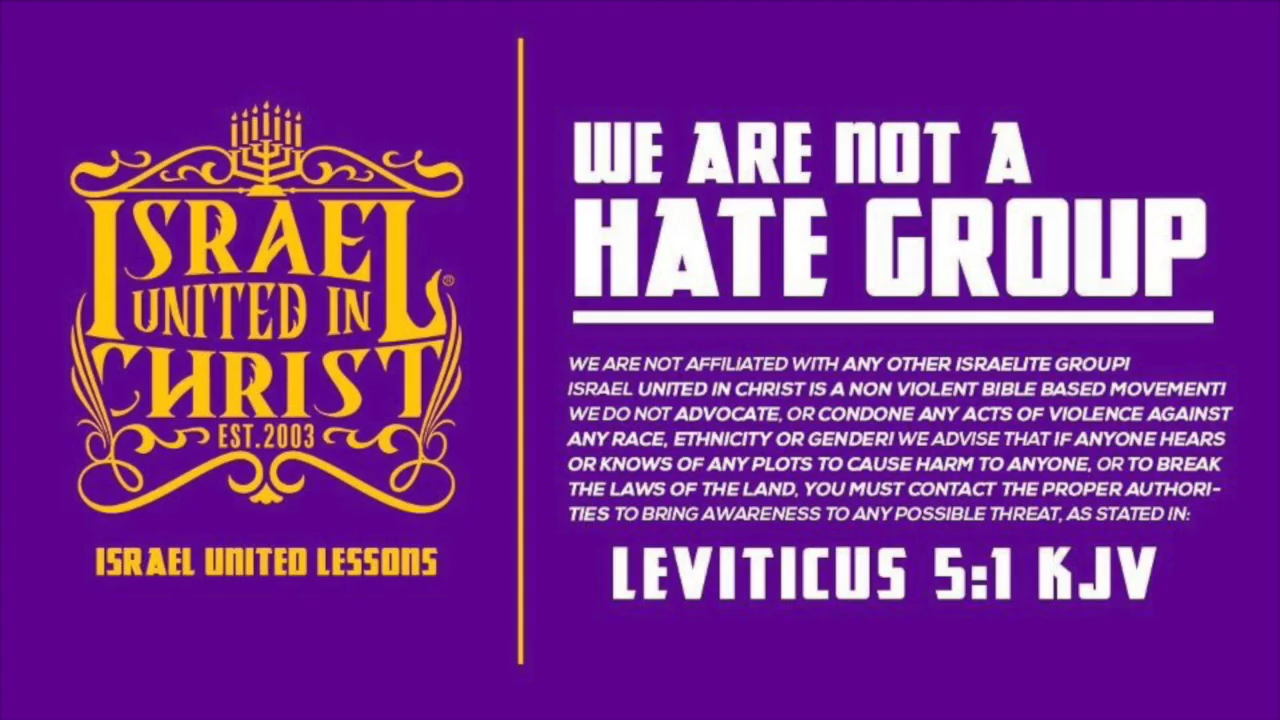 ISRAEL
UNITED IN
CHRIST
EST.2003
ISRAEL UNITED LESSONS
WE ARE NOT A
HATE GROUP
WE ARE NOT AFFILIATED WITH ANY OTHER ISRAELITE GROUP!
ISRAEL UNITED IN CHRIST IS A NON VIOLENT BIBLE BASED MOVEMENT!
WE DO NOT ADVOCATE, OR CONDONE ANY ACTS OF VIOLENCE AGAINST
ANY RACE, ETHNICITY OR GENDER! WE ADVISE THAT IF ANYONE HEARS
OR KNOWS OF ANY PLOTS TO CAUSE HARM TO ANYONE, OR TO BREAK
THE LAWS OF THE LAND, YOU MUST CONTACT THE PROPER AUTHORI-
TIES TO BRING AWARENESS TO ANY POSSIBLE THREAT, AS STATED IN:
LEVITICUS 5:1 KJV